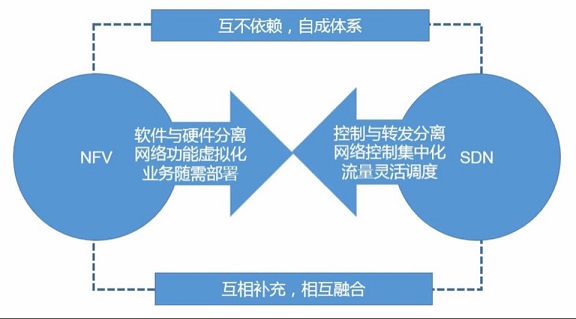 互不依赖，自成体系
NFV
软件与硬件分离
网络功能虚拟化
业务随需部署
控制与转发分离
网络控制集中化
流量灵活调度
SDN
互相补充，相互融合